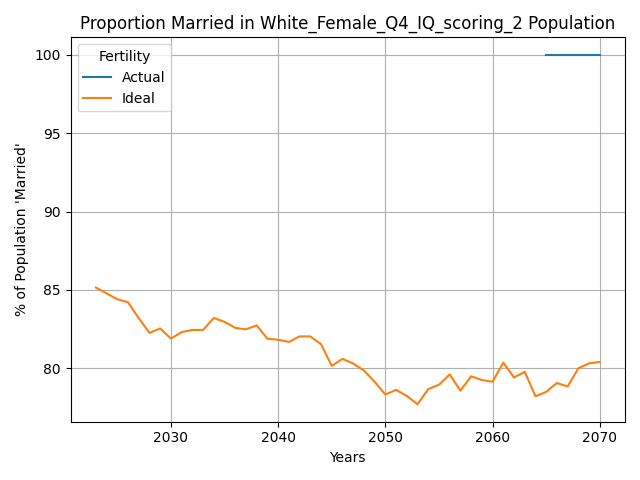 Proportion Married in White_Female_Q4_IQ_scoring_2 Population
Fertility
Actual
Ideal
% of Population 'Married'
100
95
90
85
80
2030 2040 2050 2060 2070
Years